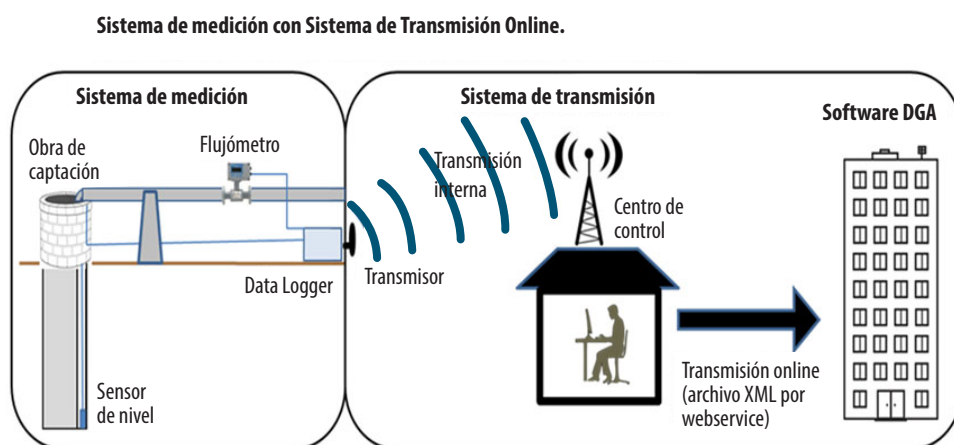 Sistema de medición con Sistema de Transmisión Online.
Sistema de medición
Obra de
captación
Flujómetro
Data Logger
Sensor
de nivel
Sistema de transmisión
Transmisión
interna
Transmisor
Centro de
control
Transmisión online
(archivo XML por
webservice)
Software DGA